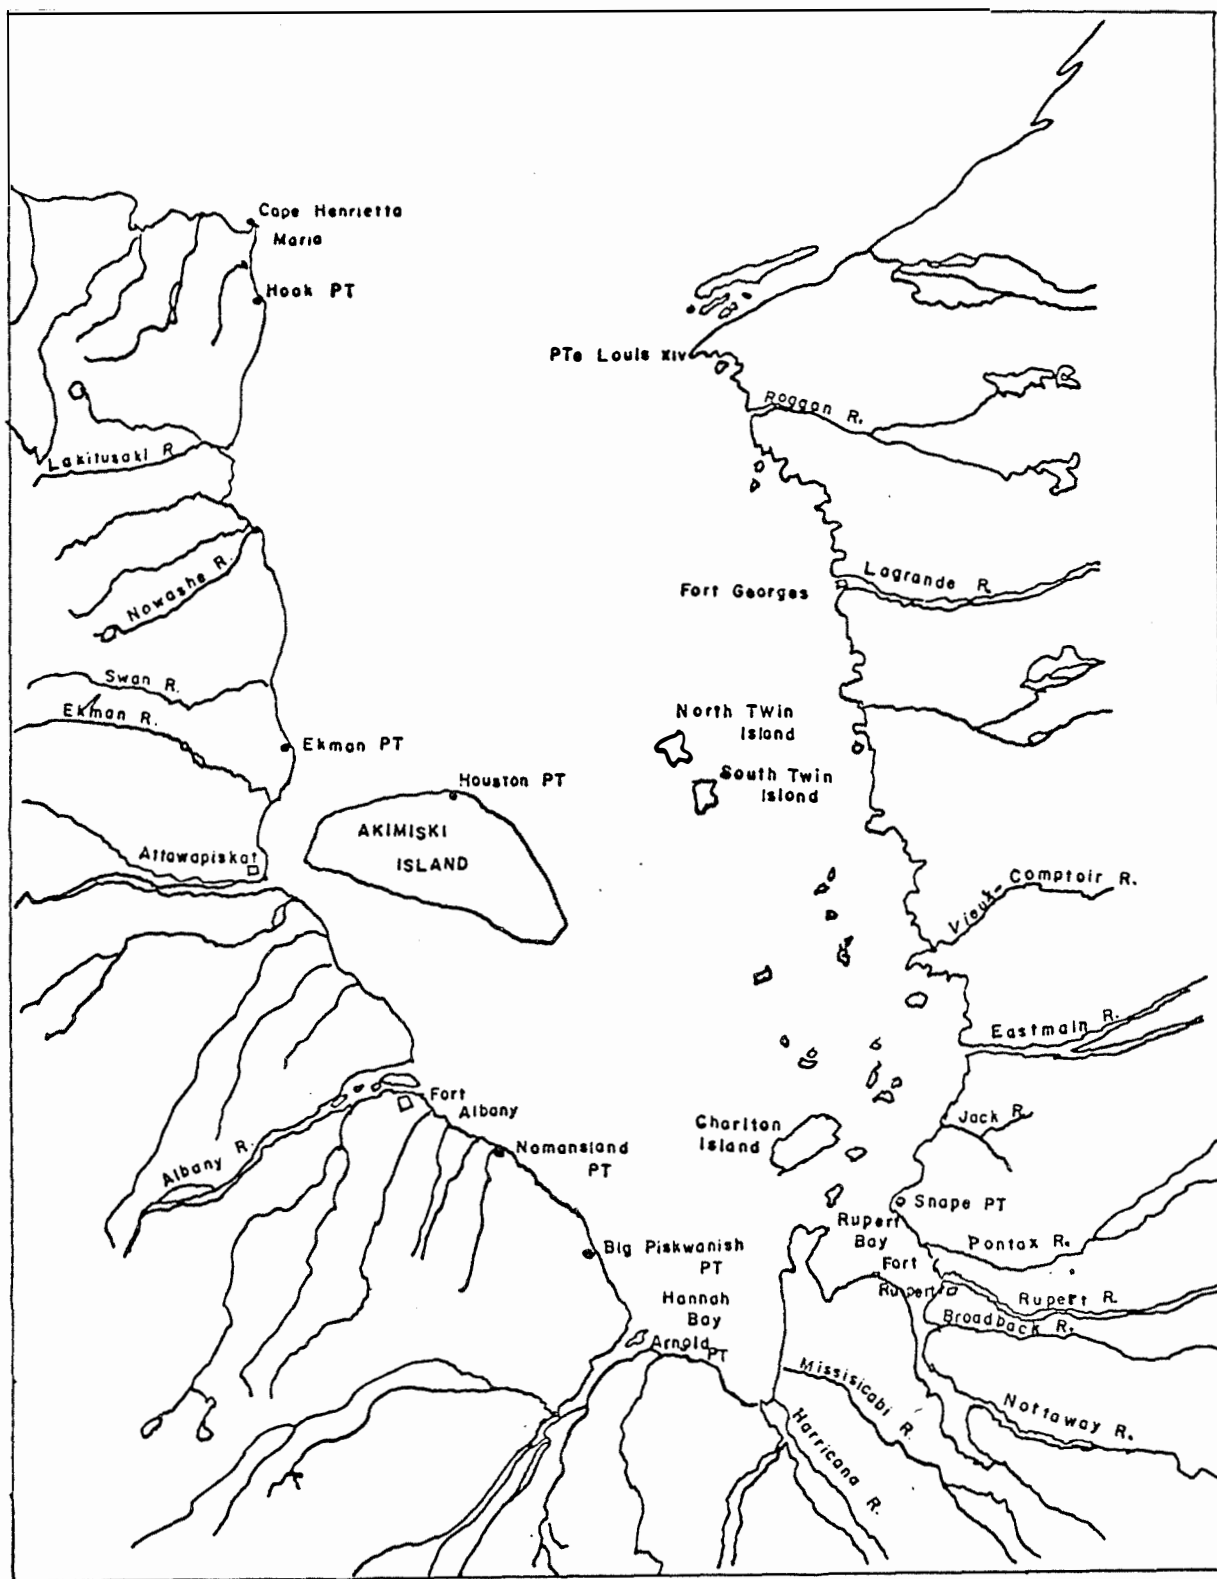 Cape Henrietta
Maria
Hook PT
PTe Louis XIV
Roggan R.
Lakitusaki R.
Lagrande R.
Nowashe R.
Fort Georges
Swan R.
Ekman R.
North Twin
Island
Ekman PT
South Twin
Island
Houston PT
AKIMISKI
ISLAND
Attawapiskat
Vieux-Comptoir R.
Eastmain R.
Fort
Albany
Jack R.
Charlton
Island
Albany R.
Nomansland
PT
Snape PT
Rupert
Bay
Pontax R.
Big Piskwanish
PT
Fort
Rupert
Rupert R.
Hannah
Bay
Broadback R.
Arnold PT
Missisicabi R.
Nottaway R.
Harricana R.